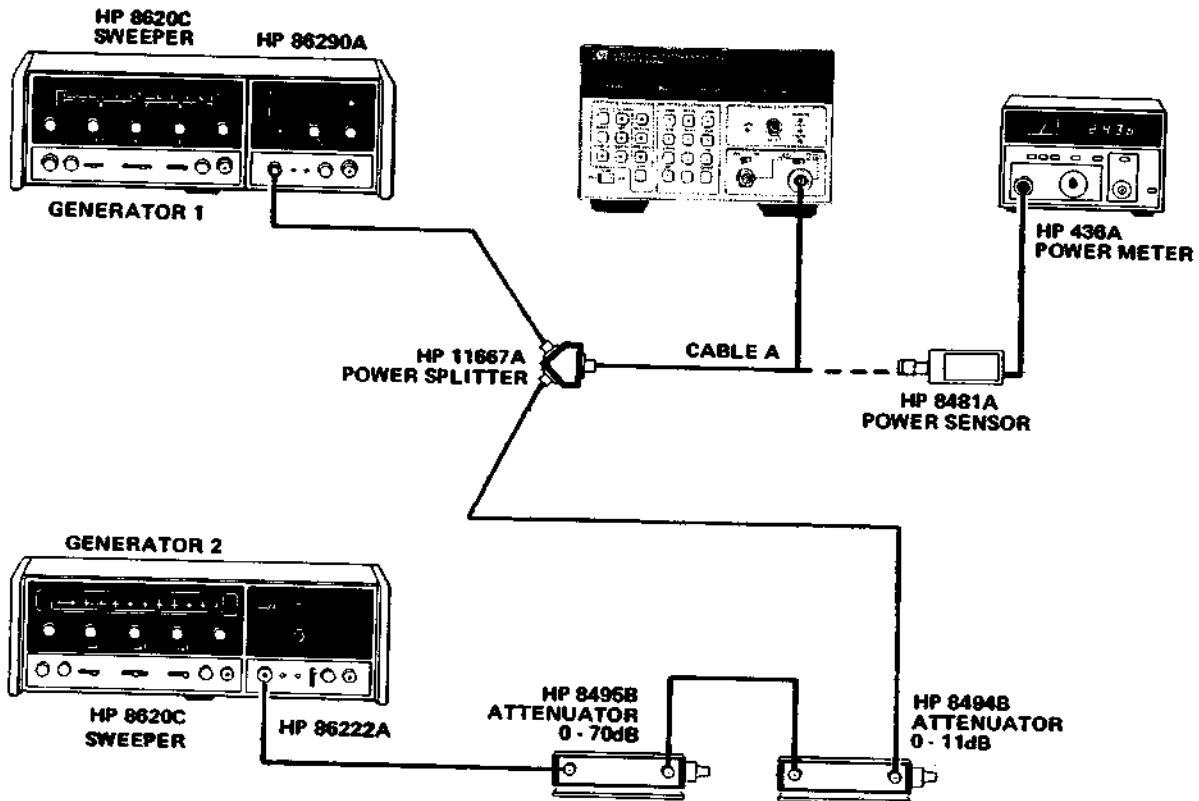 HP 8620C
SWEEPER
HP 86290A
GENERATOR 1
HP 436A
POWER METER
HP 11667A
POWER SPLITTER
CABLE A
HP 8481A
POWER SENSOR
GENERATOR 2
HP 8620C
SWEEPER
HP 86222A
HP 8495B
ATTENUATOR
0 - 70dB
HP 8494B
ATTENUATOR
0 - 11dB